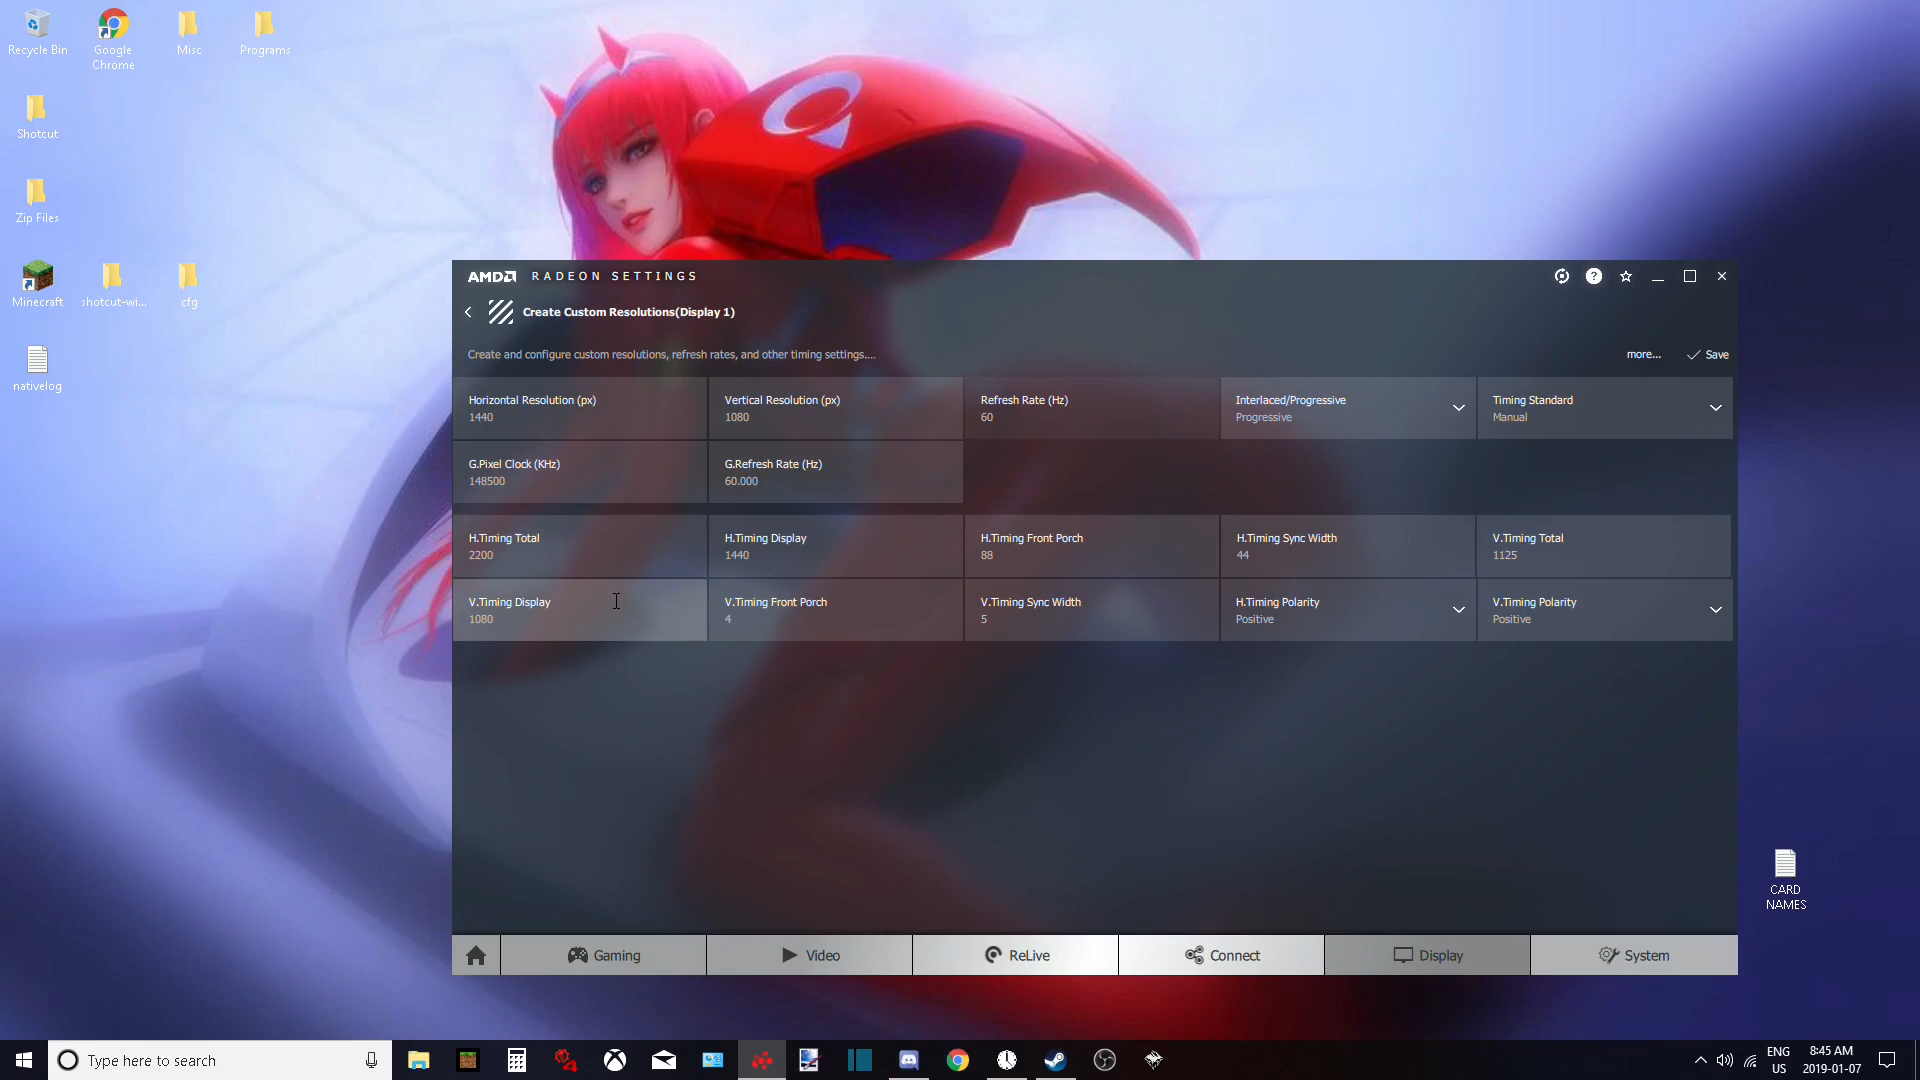 Recycle Bin
Google
Chrome
Misc
Programs
Shotcut
Zip Files
Minecraft
shotcut-wi...
cfg
nativelog
AMD RADEON SETTINGS
Create Custom Resolutions(Display 1)
Create and configure custom resolutions, refresh rates, and other timing settings....
more...
Save
Horizontal Resolution (px)
1440
Vertical Resolution (px)
1080
Refresh Rate (Hz)
60
Interlaced/Progressive
Progressive
Timing Standard
Manual
G.Pixel Clock (KHz)
148500
G.Refresh Rate (Hz)
60.000
H.Timing Total
2200
H.Timing Display
1440
H.Timing Front Porch
88
H.Timing Sync Width
44
V.Timing Total
1125
V.Timing Display
1080
V.Timing Front Porch
4
V.Timing Sync Width
5
H.Timing Polarity
Positive
V.Timing Polarity
Positive
Gaming
Video
ReLive
Connect
Display
System
CARD
NAMES
Type here to search
ENG
US
8:45 AM
2019-01-07